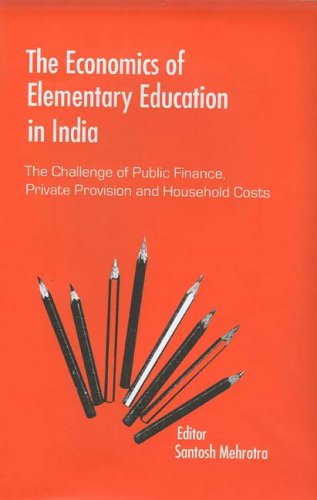 The Economics of
Elementary Education
in India
The Challenge of Public Finance,
Private Provision and Household Costs
Editor
Santosh Mehrotra